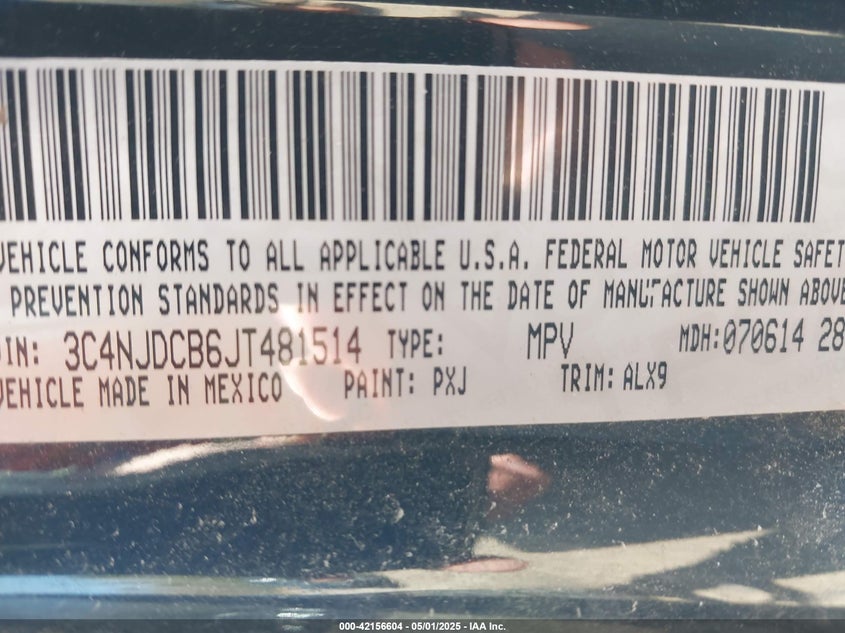 VEHICLE CONFORMS TO ALL APPLICABLE U.S.A. FEDERAL MOTOR VEHICLE SAFET
PREVENTION STANDARDS IN EFFECT ON THE DATE OF MANUFACTURE SHOWN ABOVE
VIN: 3C4NJDCB6JT481514 TYPE: MPV MDH: 070614 28
VEHICLE MADE IN MEXICO PAINT: PXJ TRIM: ALX9
000-42156604 - 05/01/2025 - IAA Inc.